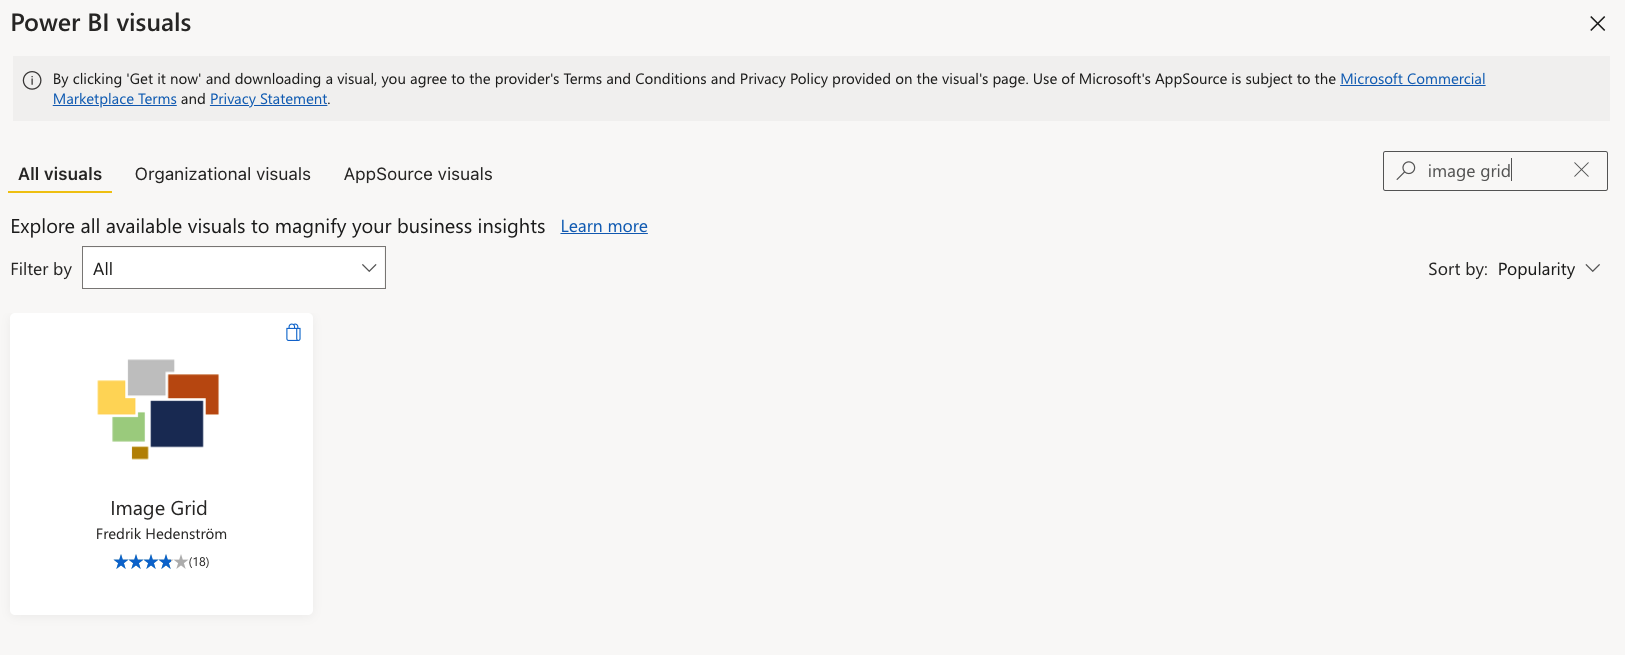 Power BI visuals
By clicking 'Get it now' and downloading a visual, you agree to the provider's Terms and Conditions and Privacy Policy provided on the visual's page. Use of Microsoft's AppSource is subject to the Microsoft Commercial
Marketplace Terms and Privacy Statement.
All visuals Organizational visuals AppSource visuals image grid
Explore all available visuals to magnify your business insights Learn more
Filter by All Sort by: Popularity
Image Grid
Fredrik Hedenström
(18)